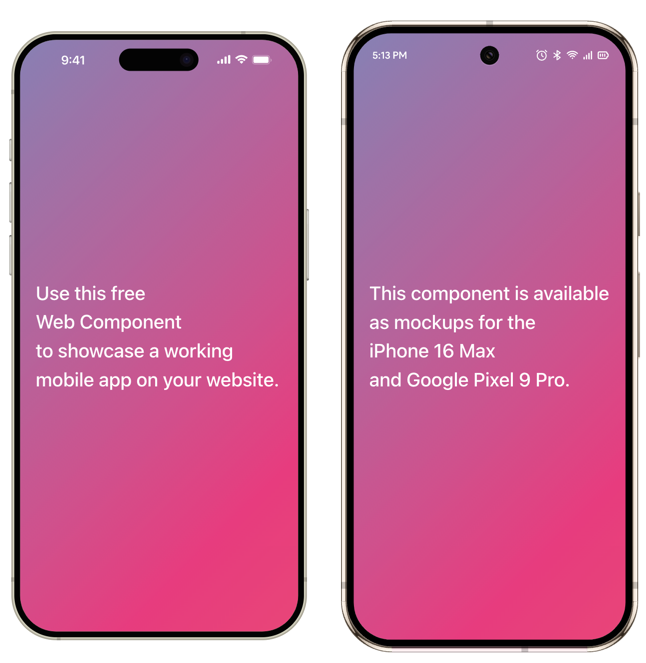 9:41
Use this free
Web Component
to showcase a working
mobile app on your website.
5:13 PM
This component is available
as mockups for the
iPhone 16 Max
and Google Pixel 9 Pro.